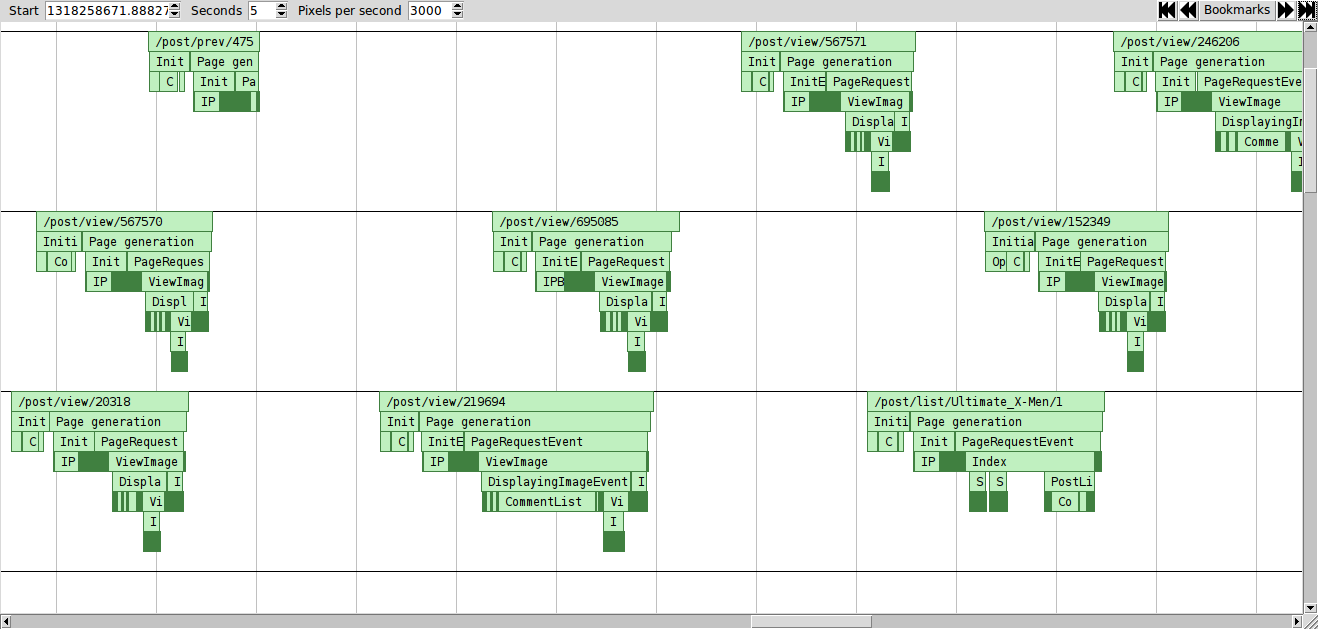 Start 1318258671.88827 Seconds 5 Pixels per second 3000 Bookmarks
/post/prev/475 /post/view/567571 /post/view/246206
Init Page gen Init Page generation Init Page generation
C Init Pa C InitE PageRequest C Init PageRequestEve
IP IP ViewImag IP ViewImage
Displa I DisplayingIm
Vi Comme V
I I
/post/view/567570 /post/view/695085 /post/view/152349
Initi Page generation Init Page generation Initia Page generation
Co Init PageReques C InitE PageRequest Op C InitE PageRequest
IP ViewImag IPB ViewImage IP ViewImage
Displ I Displa I Displa I
Vi Vi Vi
I I I
/post/view/20318 /post/view/219694 /post/list/Ultimate_X-Men/1
Init Page generation Init Page generation Initi Page generation
C Init PageRequest C InitE PageRequestEvent C Init PageRequestEvent
IP ViewImage IP ViewImage IP Index
Displa I DisplayingImageEvent I S S PostLi
Vi CommentList Vi Co
I I